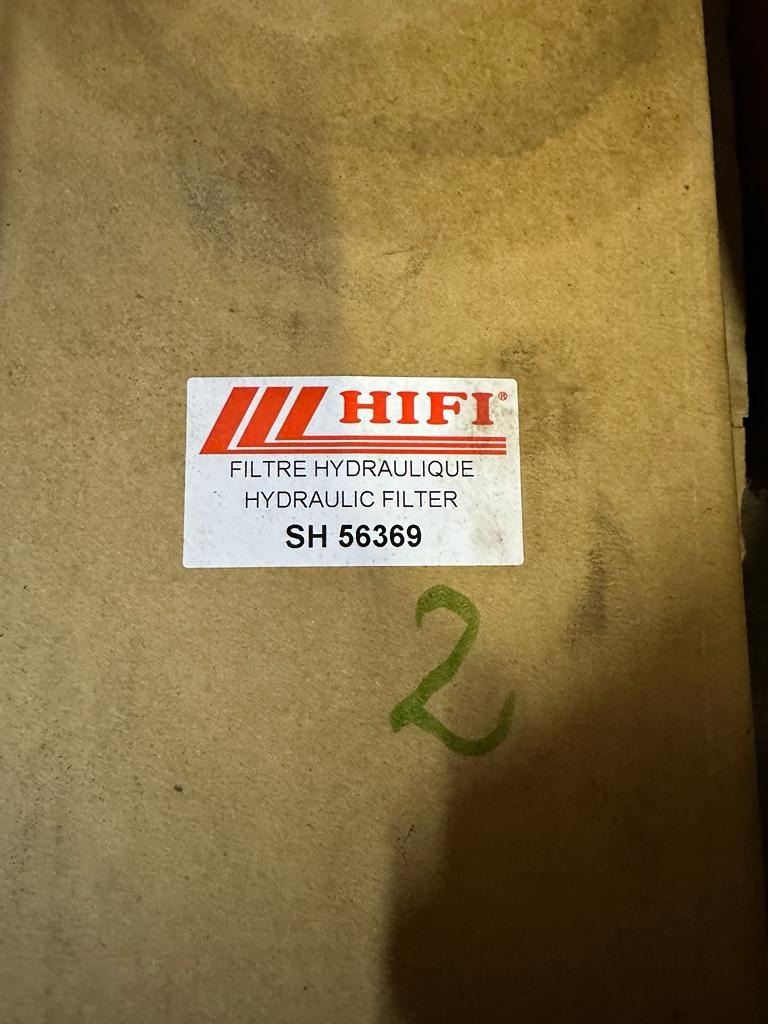 HIFI®
FILTRE HYDRAULIQUE
HYDRAULIC FILTER
SH 56369
2